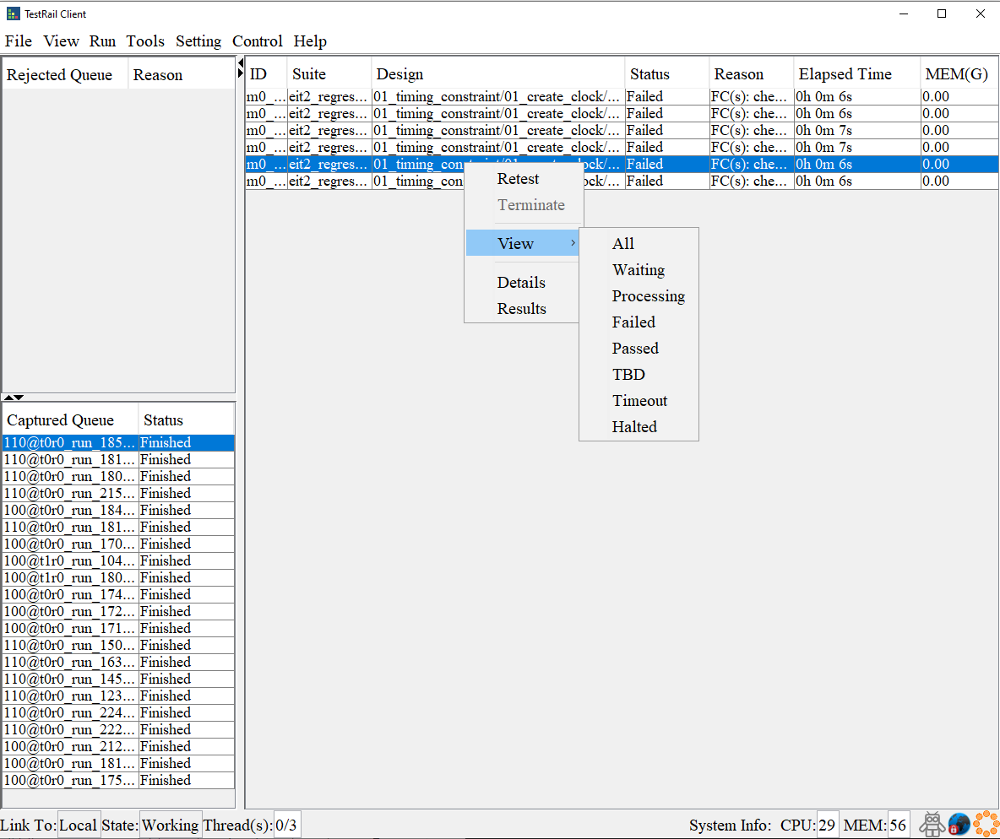 TestRail Client
File View Run Tools Setting Control Help
Rejected Queue Reason
ID Suite Design Status Reason Elapsed Time MEM(G)
m0_... eit2_regres... 01_timing_constraint/01_create_clock/... Failed FC(s): che... 0h 0m 6s 0.00
m0_... eit2_regres... 01_timing_constraint/01_create_clock/... Failed FC(s): che... 0h 0m 6s 0.00
m0_... eit2_regres... 01_timing_constraint/01_create_clock/... Failed FC(s): che... 0h 0m 7s 0.00
m0_... eit2_regres... 01_timing_constraint/01_create_clock/... Failed FC(s): che... 0h 0m 7s 0.00
m0_... eit2_regres... 01_timing_con ock/... Failed FC(s): che... 0h 0m 6s 0.00
m0_... eit2_regres... 01_timing_con ock/... Failed FC(s): che... 0h 0m 6s 0.00
Retest
Terminate
View
Details
Results
All
Waiting
Processing
Failed
Passed
TBD
Timeout
Halted
Captured Queue Status
110@t0r0_run_185... Finished
110@t0r0_run_181... Finished
110@t0r0_run_180... Finished
110@t0r0_run_215... Finished
100@t0r0_run_184... Finished
110@t0r0_run_181... Finished
100@t0r0_run_170... Finished
100@t1r0_run_104... Finished
100@t1r0_run_180... Finished
100@t0r0_run_174... Finished
100@t0r0_run_172... Finished
100@t0r0_run_171... Finished
110@t0r0_run_150... Finished
110@t0r0_run_163... Finished
110@t0r0_run_145... Finished
110@t0r0_run_123... Finished
110@t0r0_run_224... Finished
110@t0r0_run_222... Finished
100@t0r0_run_212... Finished
100@t0r0_run_181... Finished
100@t0r0_run_175... Finished
Link To: Local State: Working Thread(s): 0/3 System Info: CPU: 29 MEM: 56